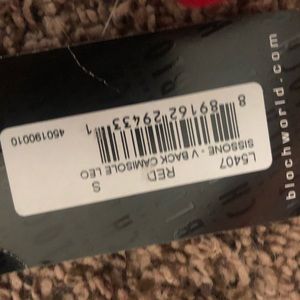 L5407
SISSONE - V BACK CAMISOLE LEO
RED
S
8 89162 29433 1
450190010
blochworld.com